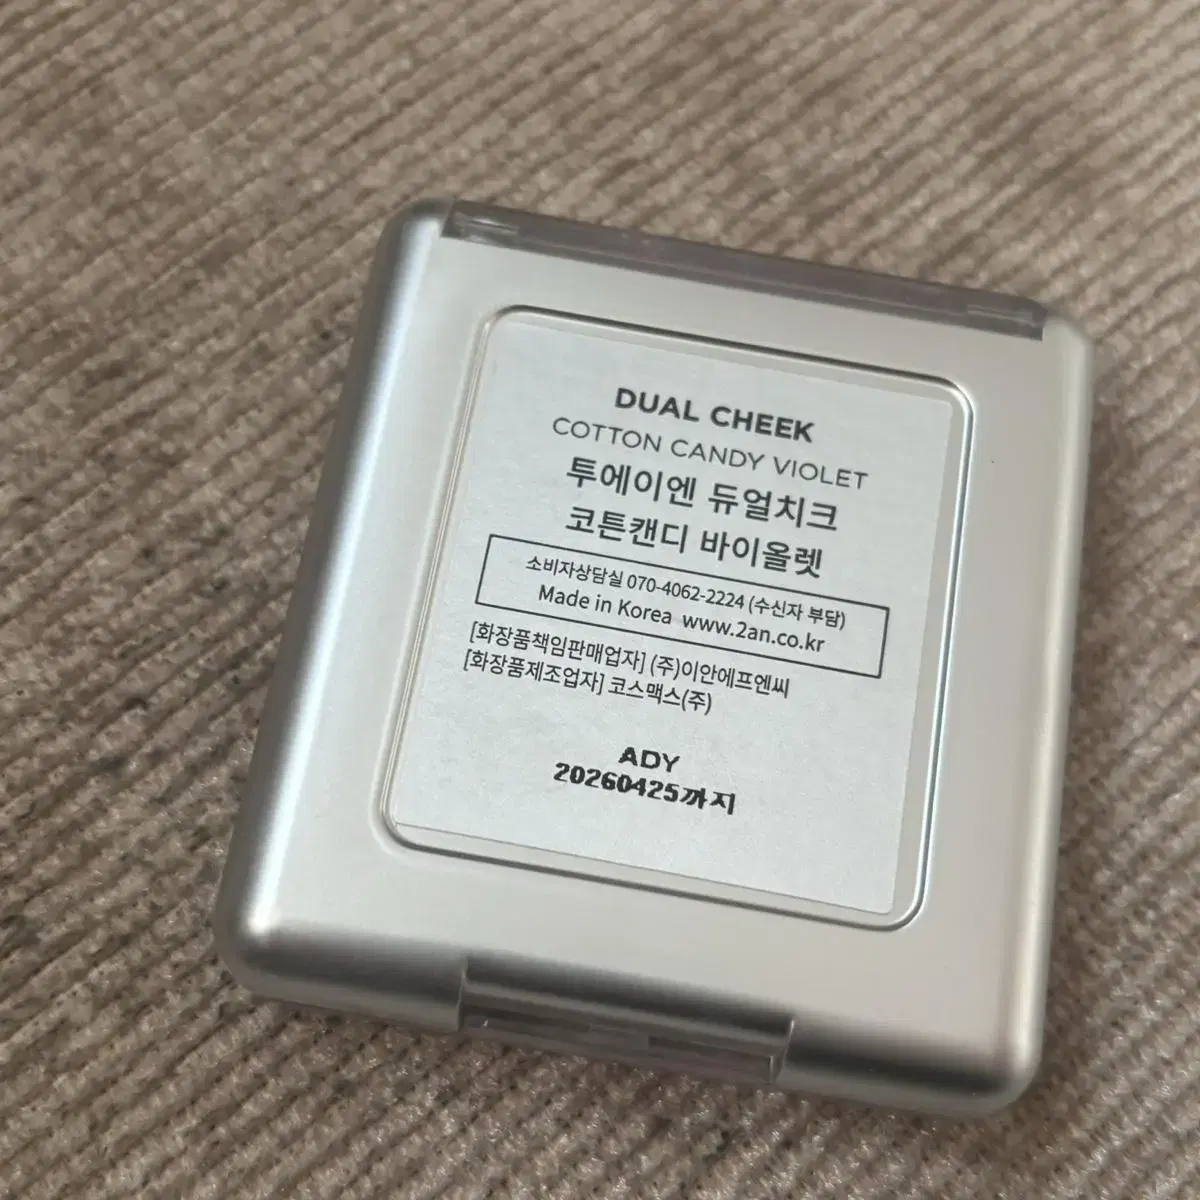 DUAL CHEEK
COTTON CANDY VIOLET
투에이엔 듀얼치크
코튼캔디 바이올렛
소비자상담실 070-4062-2224 (수신자 부담)
Made in Korea www.2an.co.kr
[화장품책임판매업자] (주)이안에프엔씨
[화장품제조업자] 코스맥스(주)
ADY
20260425까지